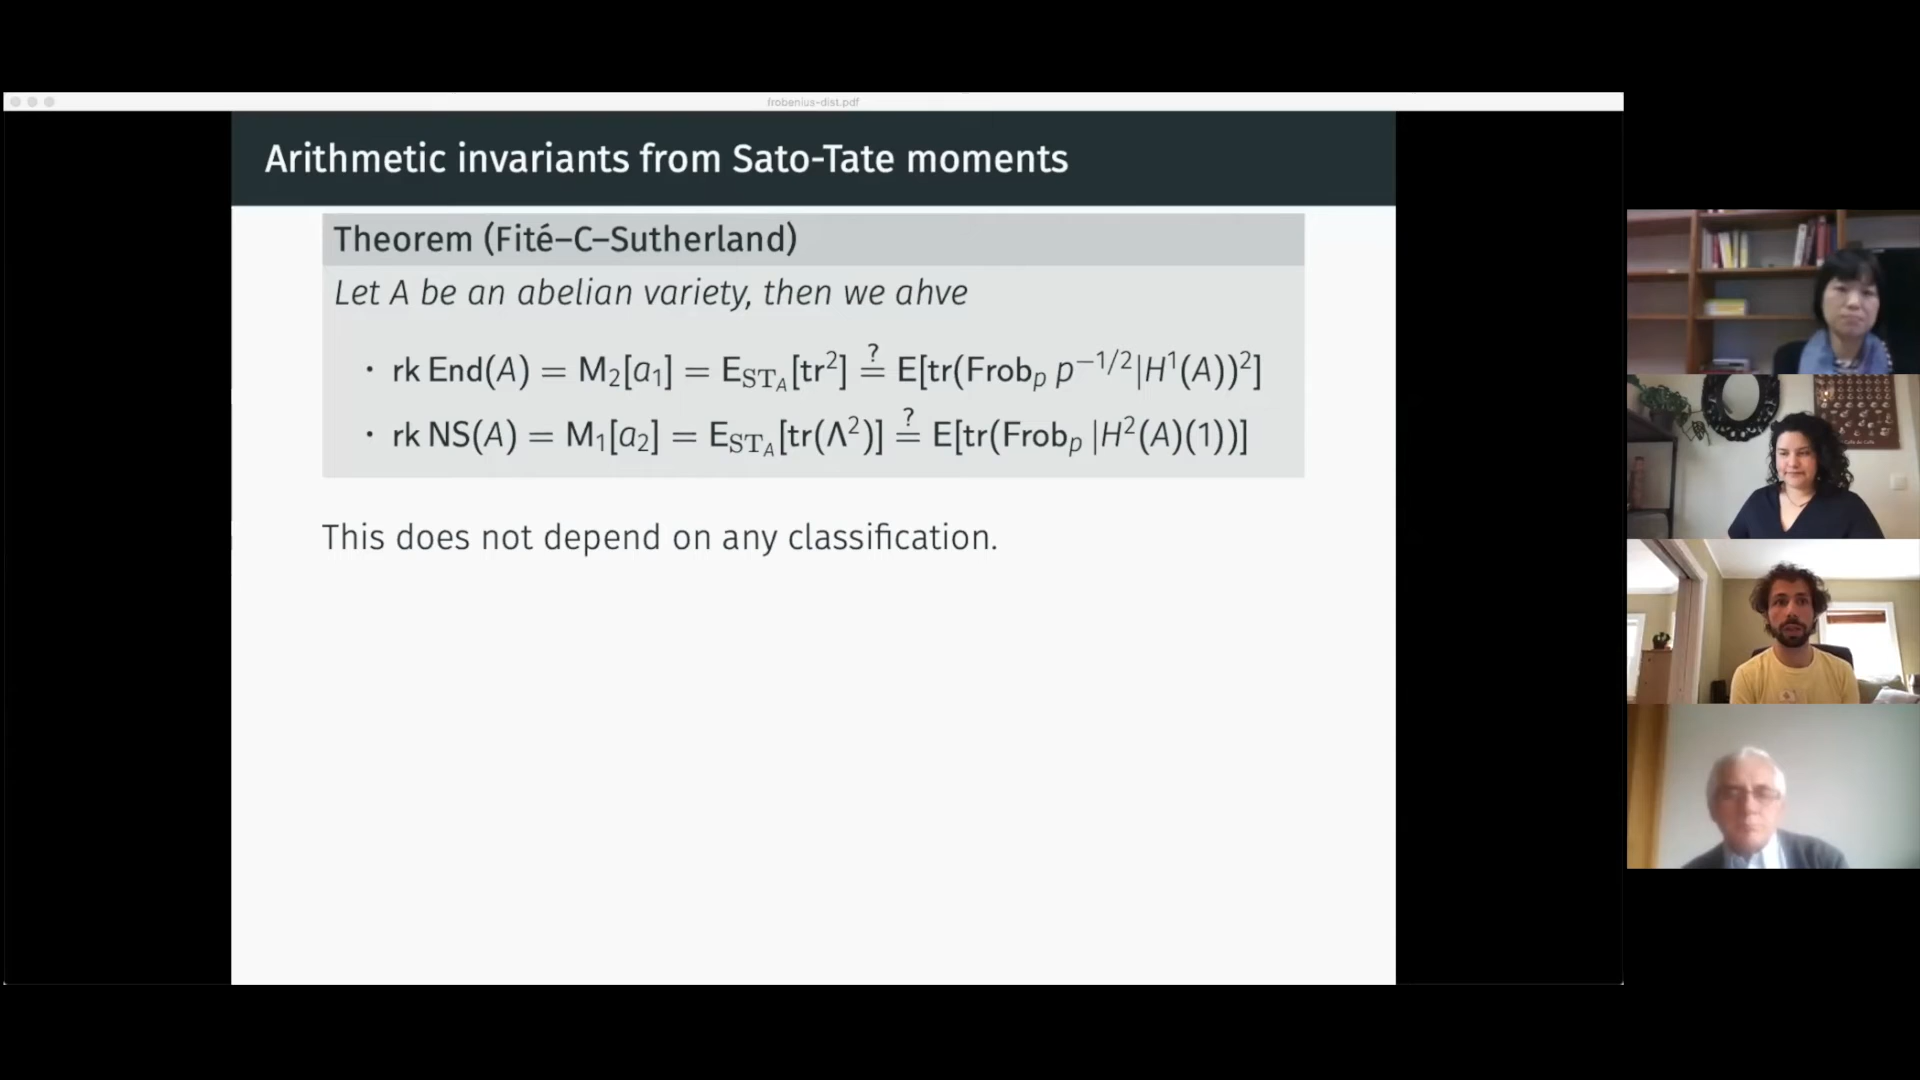 frobenius-dist.pdf
Arithmetic invariants from Sato-Tate moments
Theorem (Fité–C–Sutherland)
Let A be an abelian variety, then we ahve
· rk End(A) = M₂[a₁] = E_{ST_A}[tr²] ≟ E[tr(Frob_p p^{−1/2}|H¹(A))²]
· rk NS(A) = M₁[a₂] = E_{ST_A}[tr(Λ²)] ≟ E[tr(Frob_p |H²(A)(1))]
This does not depend on any classification.